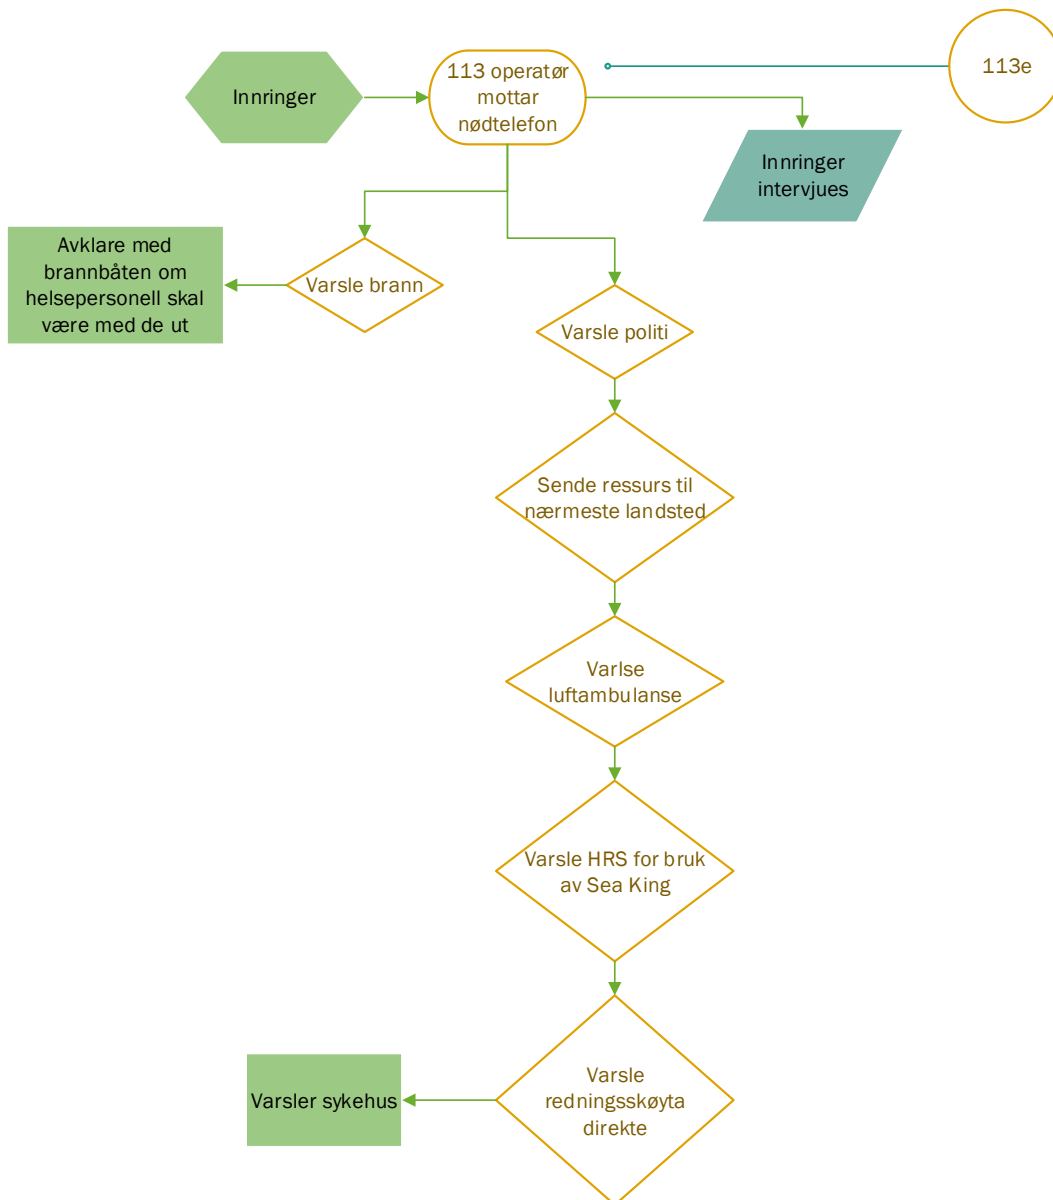 Innringer
113 operatør
mottar
nødtelefon
113e
Innringer
intervjues
Avklare med
brannbåten om
helsepersonell skal
være med de ut
Varsle brann
Varsle politi
Sende ressurs til
nærmeste landsted
Varlse
luftambulanse
Varsle HRS for bruk
av Sea King
Varsle
redningsskøyta
direkte
Varsler sykehus